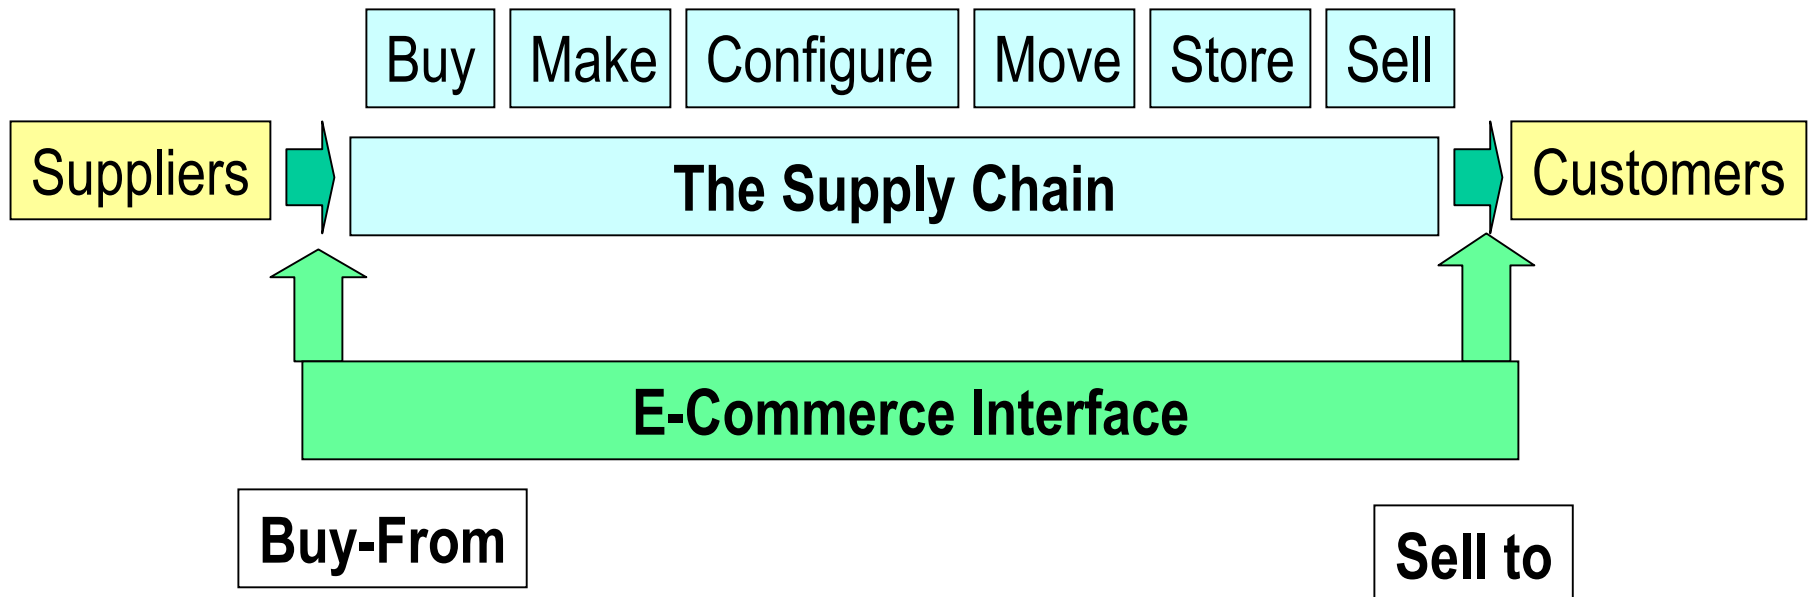 Buy Make Configure Move Store Sell
Suppliers The Supply Chain Customers
E-Commerce Interface
Buy-From
Sell to